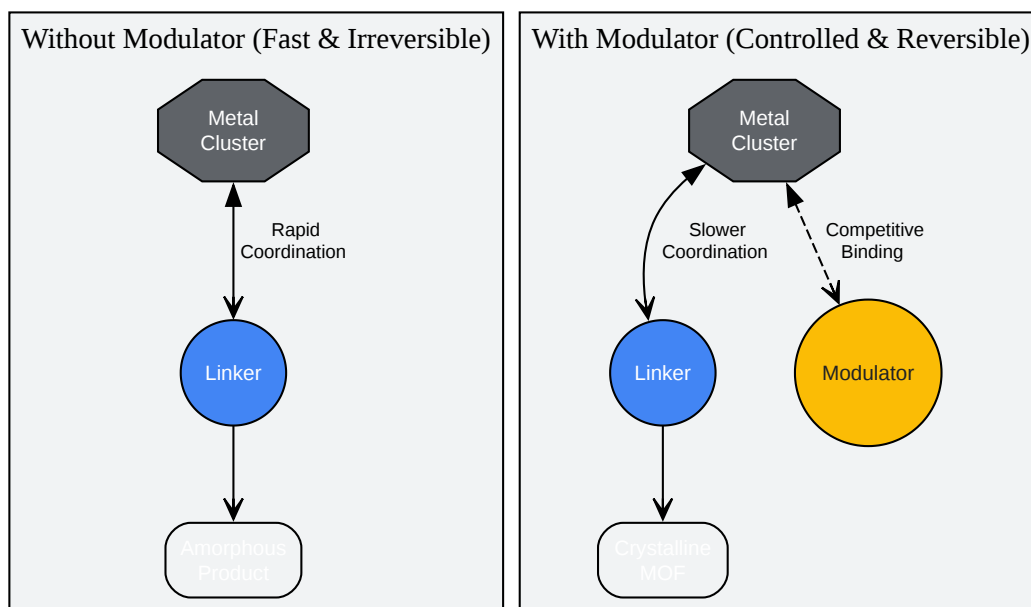 Without Modulator (Fast & Irreversible)
Metal
Cluster
Rapid
Coordination
Linker
Amorphous
Product
With Modulator (Controlled & Reversible)
Metal
Cluster
Slower
Coordination
Competitive
Binding
Linker
Modulator
Crystalline
MOF